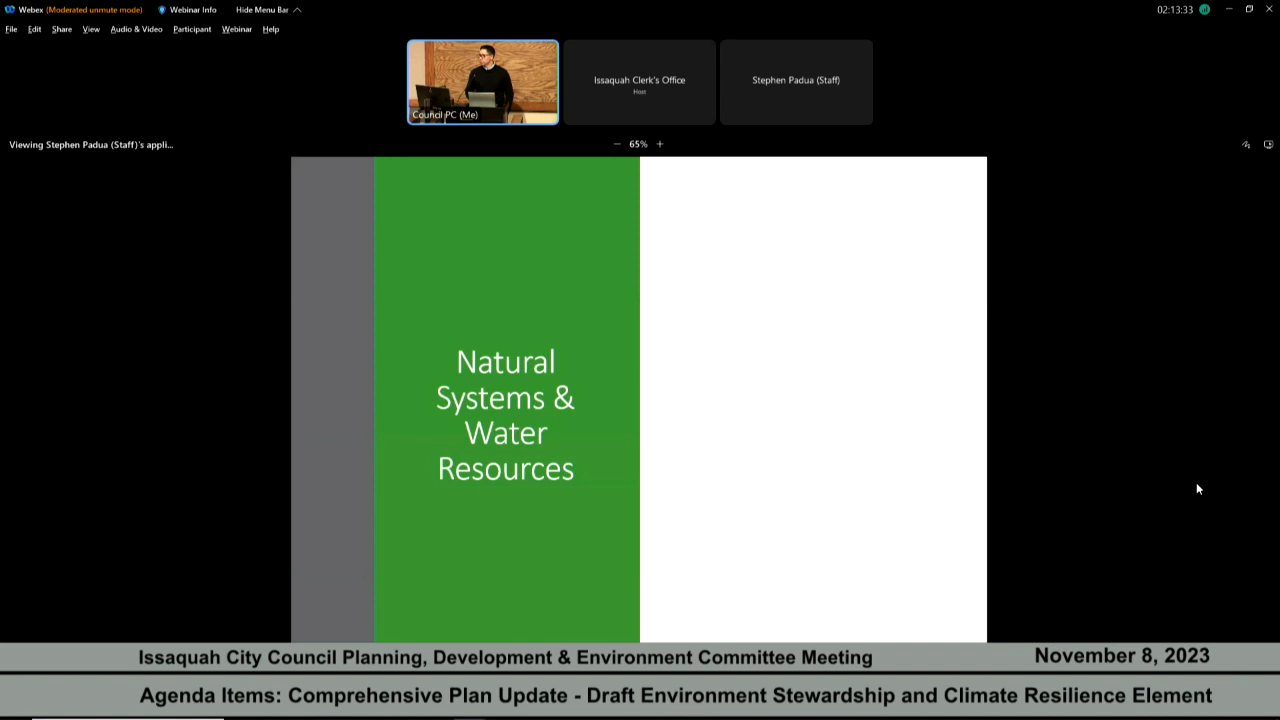 Webex (Moderated unmute mode) Webinar Info Hide Menu Bar 02:13:33
File Edit Share View Audio & Video Participant Webinar Help
Issaquah Clerk's Office
Host
Stephen Padua (Staff)
Council PC (Me)
Viewing Stephen Padua (Staff)'s appli... 65%
Natural
Systems &
Water
Resources
Issaquah City Council Planning, Development & Environment Committee Meeting November 8, 2023
Agenda Items: Comprehensive Plan Update - Draft Environment Stewardship and Climate Resilience Element